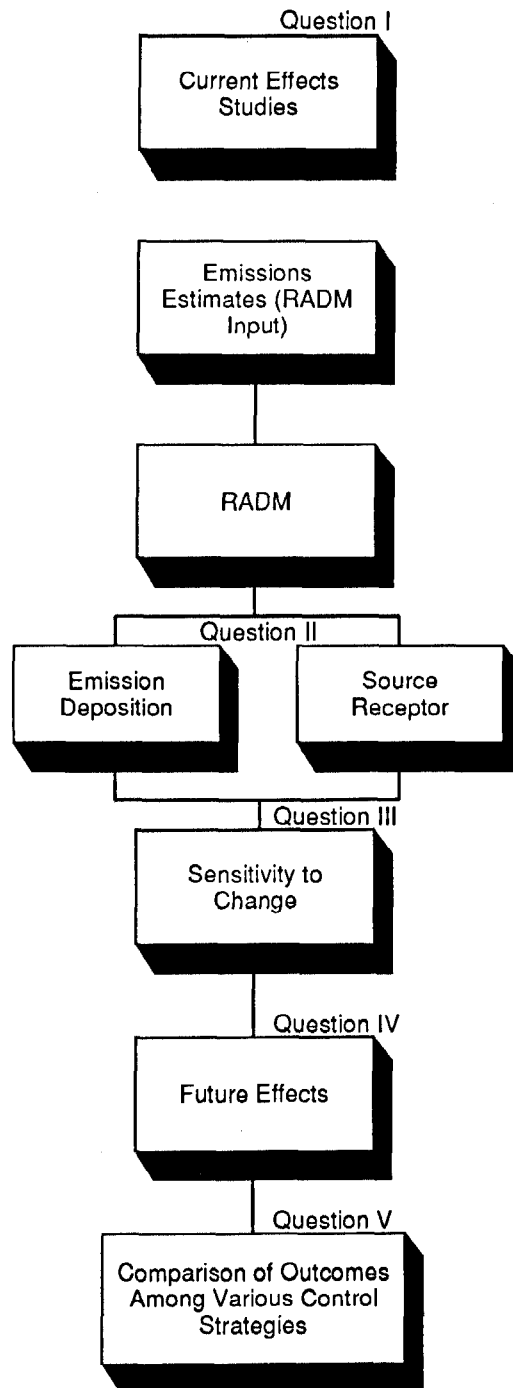 Question I
Current Effects
Studies
Emissions
Estimates (RADM
Input)
RADM
Question II
Emission
Deposition
Source
Receptor
Question III
Sensitivity to
Change
Question IV
Future Effects
Question V
Comparison of Outcomes
Among Various Control
Strategies